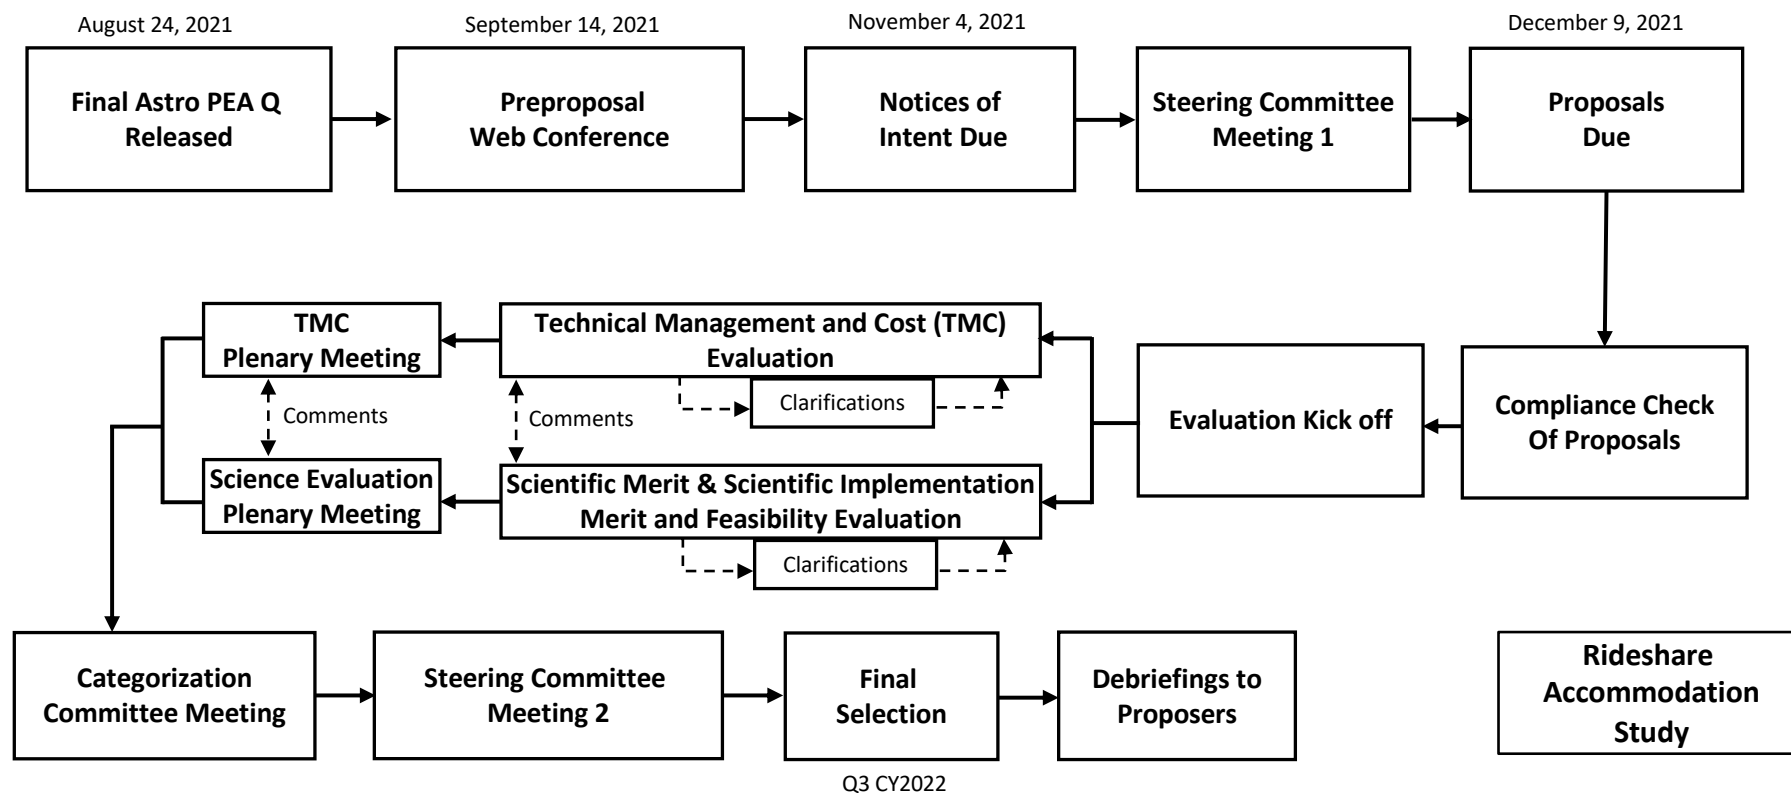 August 24, 2021
September 14, 2021
November 4, 2021
December 9, 2021
Final Astro PEA Q
Released
Preproposal
Web Conference
Notices of
Intent Due
Steering Committee
Meeting 1
Proposals
Due
TMC
Plenary Meeting
Technical Management and Cost (TMC)
Evaluation
Clarifications
Comments
Comments
Evaluation Kick off
Compliance Check
Of Proposals
Science Evaluation
Plenary Meeting
Scientific Merit & Scientific Implementation
Merit and Feasibility Evaluation
Clarifications
Categorization
Committee Meeting
Steering Committee
Meeting 2
Final
Selection
Debriefings to
Proposers
Rideshare
Accommodation
Study
Q3 CY2022